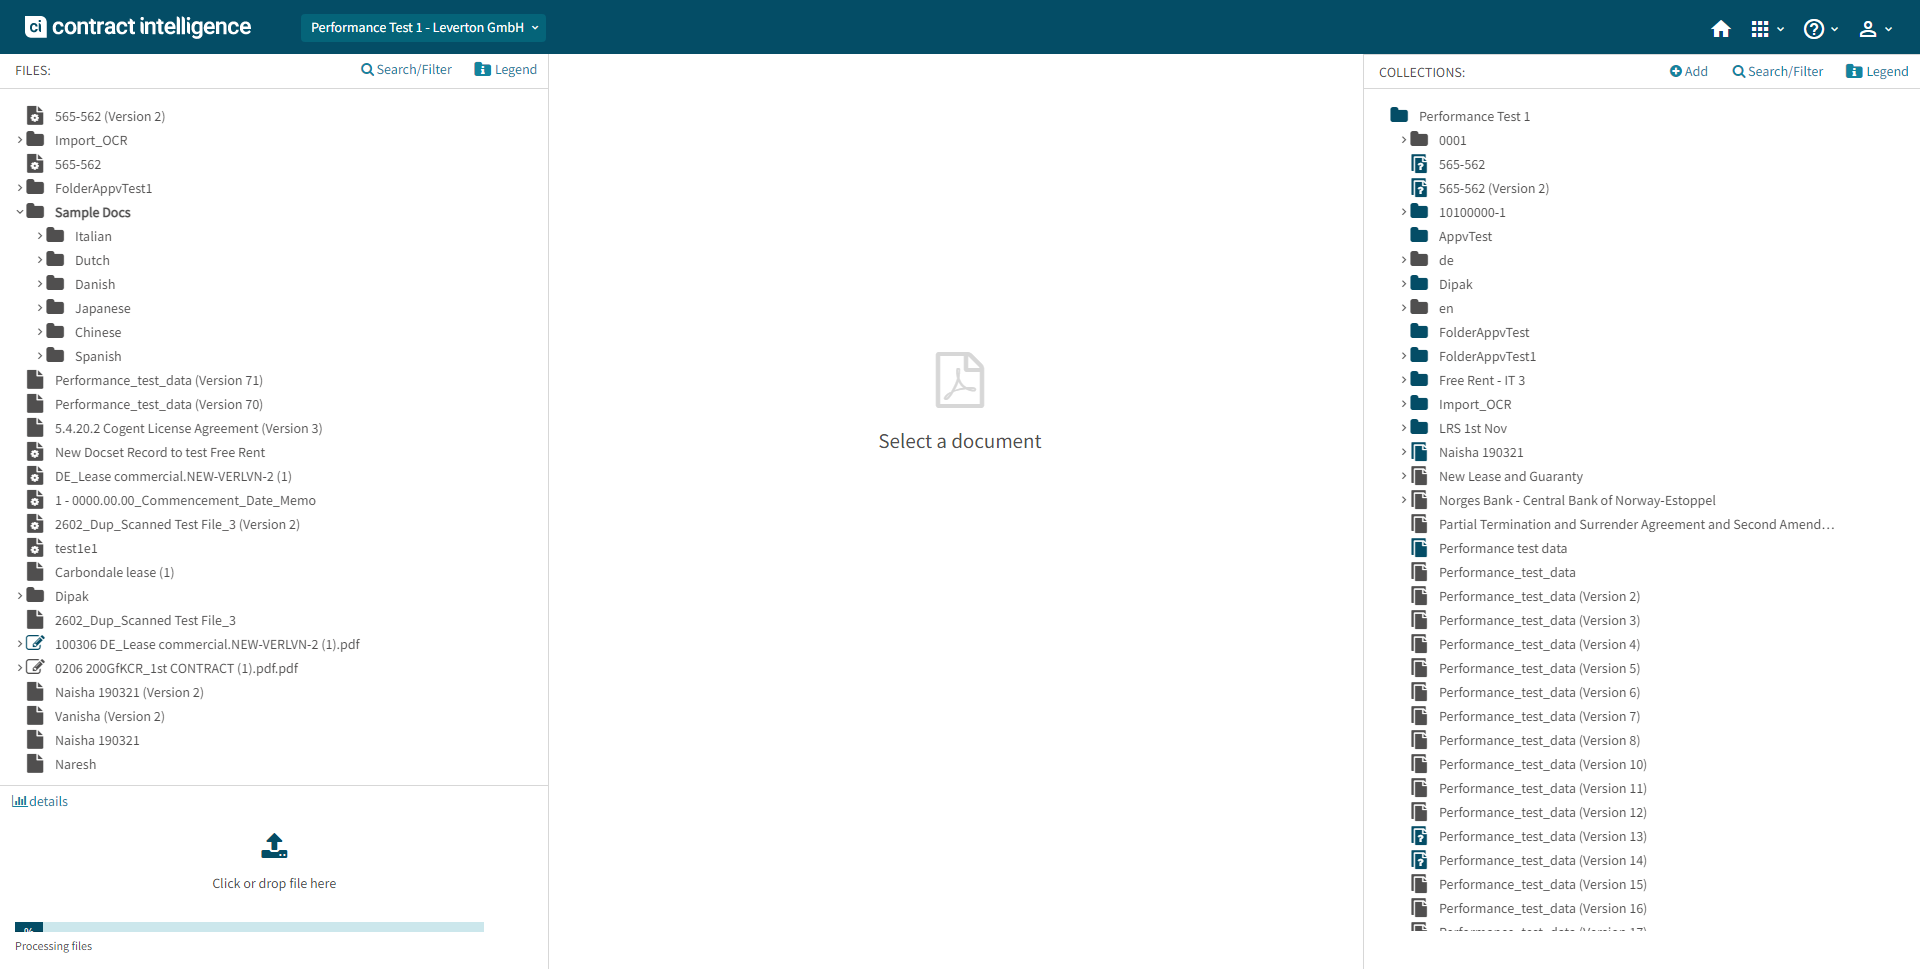 ci contract intelligence
Performance Test 1 - Leverton GmbH
FILES:
Search/Filter
Legend
565-562 (Version 2)
Import_OCR
565-562
FolderAppvTest1
Sample Docs
Italian
Dutch
Danish
Japanese
Chinese
Spanish
Performance_test_data (Version 71)
Performance_test_data (Version 70)
5.4.20.2 Cogent License Agreement (Version 3)
New Docset Record to test Free Rent
DE_Lease commercial.NEW-VERLVN-2 (1)
1 - 0000.00.00_Commencement_Date_Memo
2602_Dup_Scanned Test File_3 (Version 2)
test1e1
Carbondale lease (1)
Dipak
2602_Dup_Scanned Test File_3
100306 DE_Lease commercial.NEW-VERLVN-2 (1).pdf
0206 200GfKCR_1st CONTRACT (1).pdf.pdf
Naisha 190321 (Version 2)
Vanisha (Version 2)
Naisha 190321
Naresh
details
Click or drop file here
%
Processing files
Select a document
COLLECTIONS:
Add
Search/Filter
Legend
Performance Test 1
0001
565-562
565-562 (Version 2)
10100000-1
AppvTest
de
Dipak
en
FolderAppvTest
FolderAppvTest1
Free Rent - IT 3
Import_OCR
LRS 1st Nov
Naisha 190321
New Lease and Guaranty
Norges Bank - Central Bank of Norway-Estoppel
Partial Termination and Surrender Agreement and Second Amend...
Performance test data
Performance_test_data
Performance_test_data (Version 2)
Performance_test_data (Version 3)
Performance_test_data (Version 4)
Performance_test_data (Version 5)
Performance_test_data (Version 6)
Performance_test_data (Version 7)
Performance_test_data (Version 8)
Performance_test_data (Version 10)
Performance_test_data (Version 11)
Performance_test_data (Version 12)
Performance_test_data (Version 13)
Performance_test_data (Version 14)
Performance_test_data (Version 15)
Performance_test_data (Version 16)
Performance_test_data (Version 17)